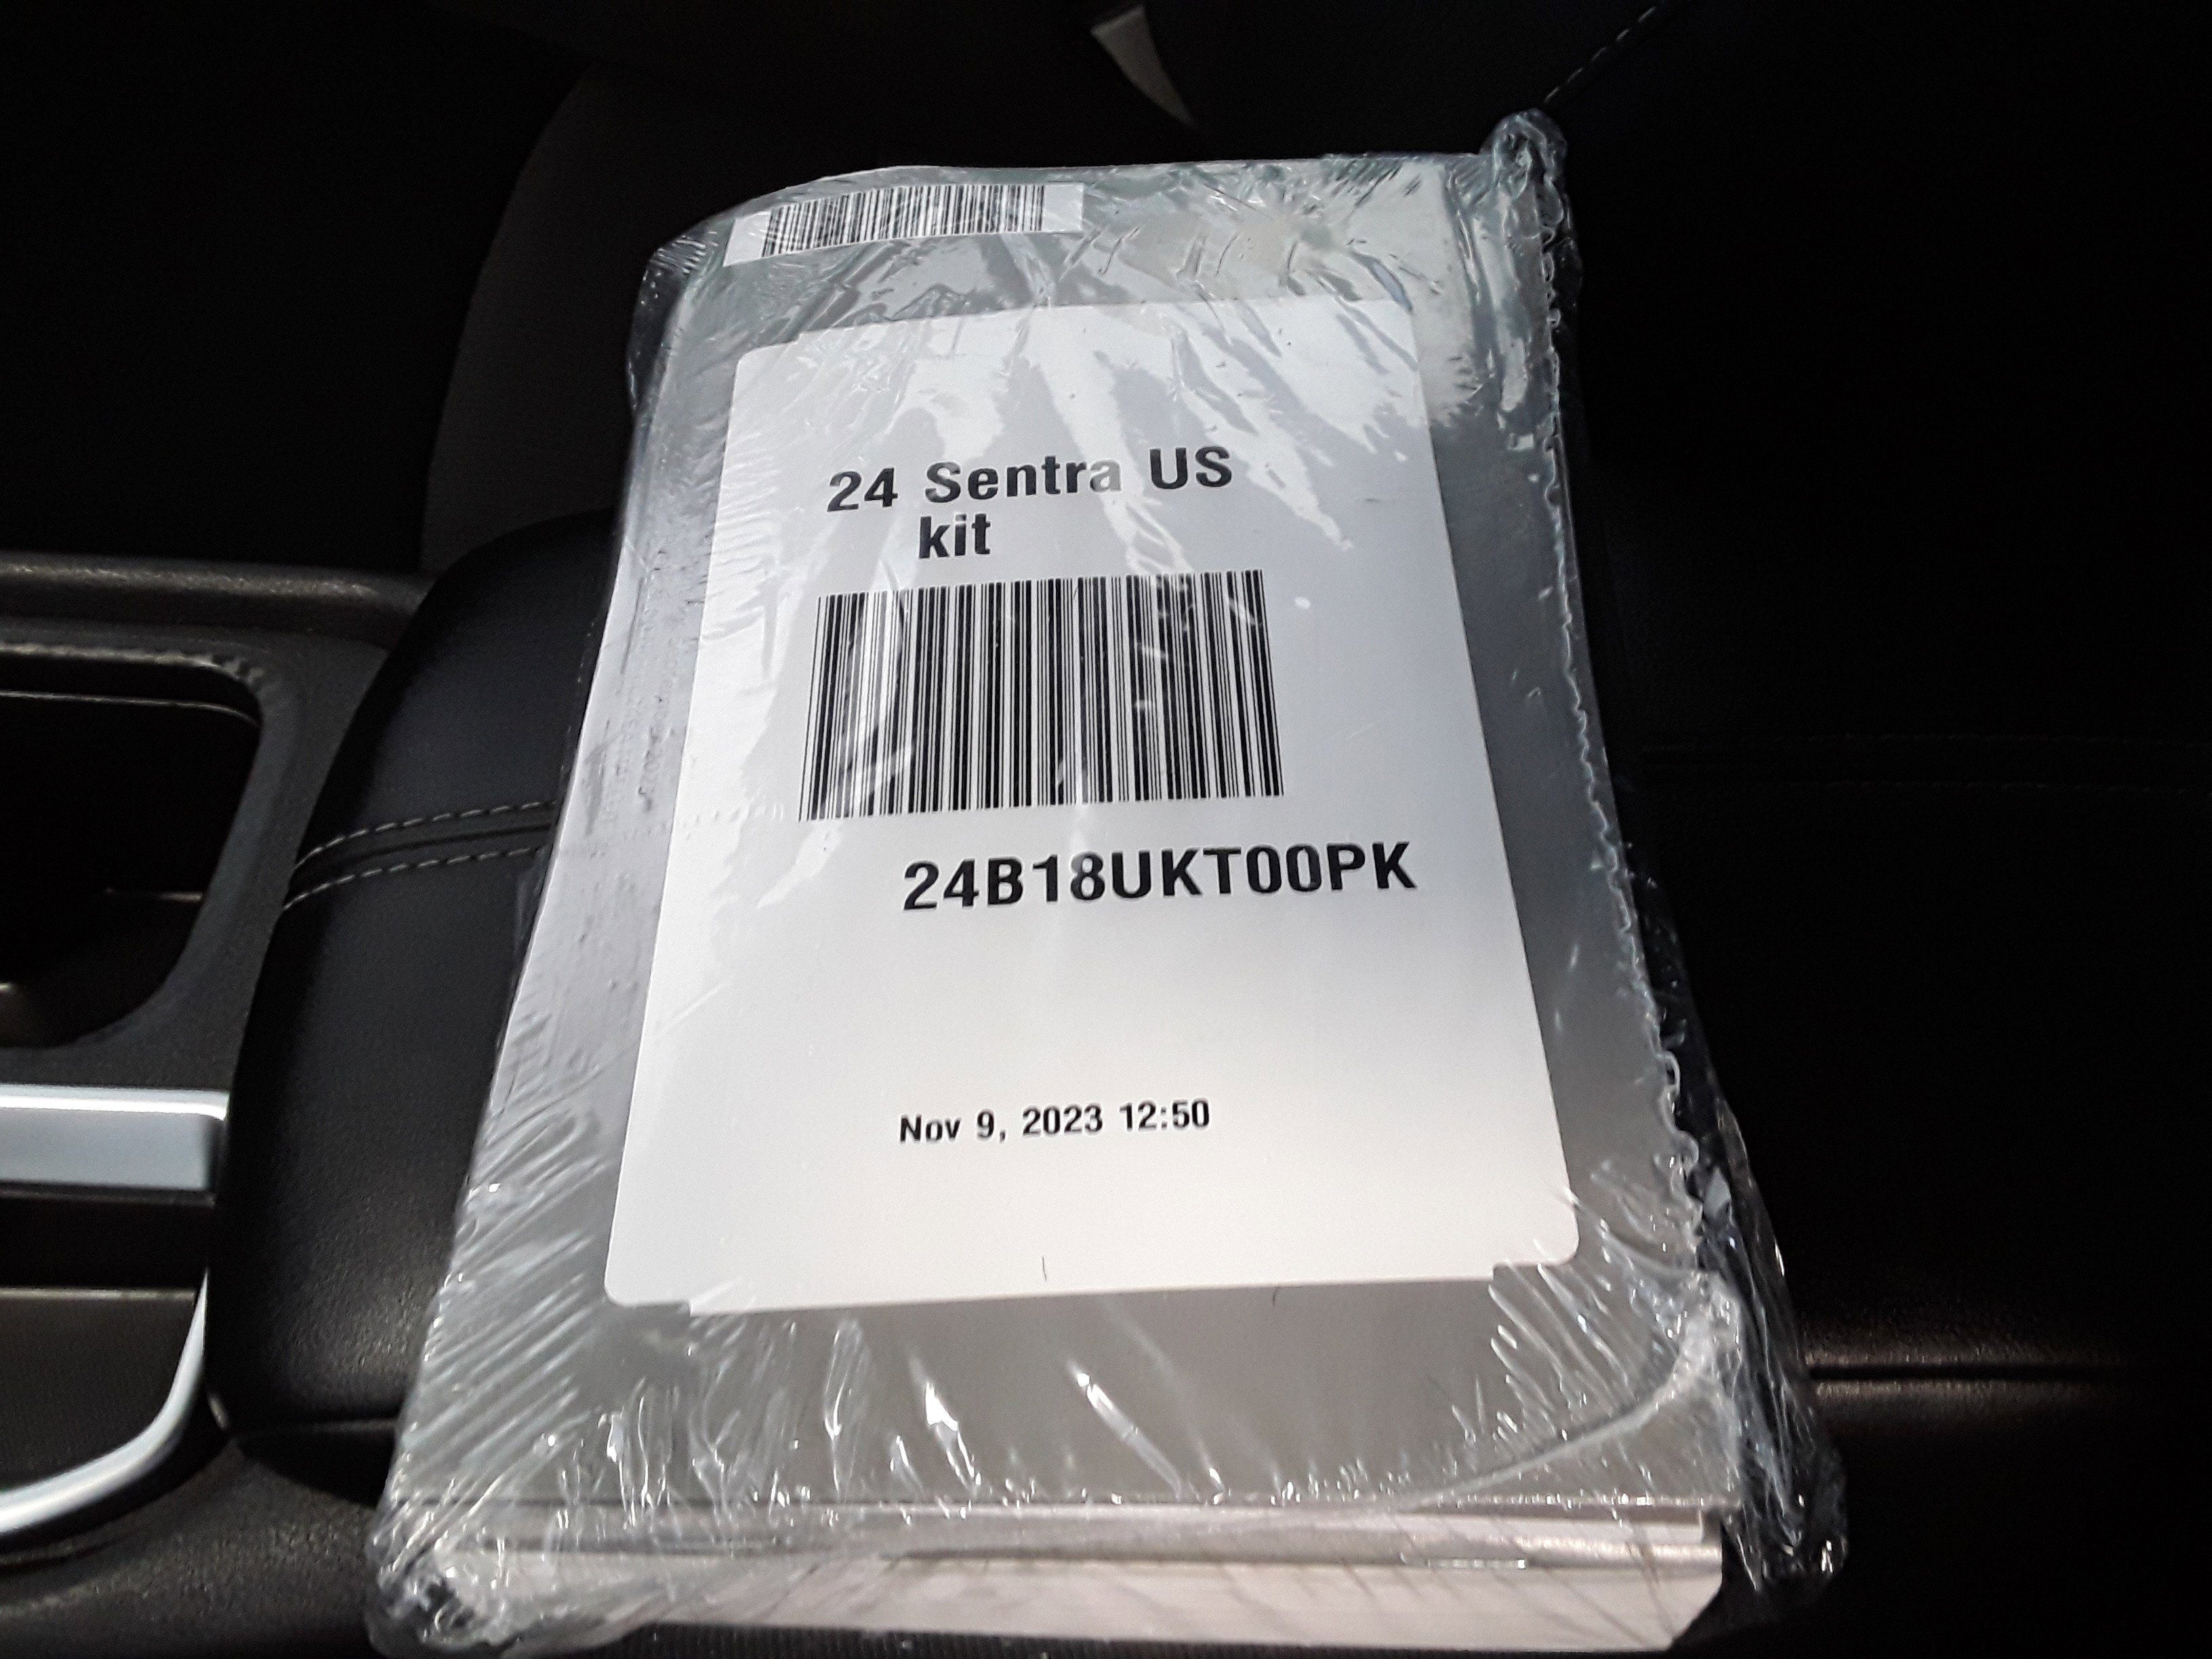 24 Sentra US
kit
24B18UKT00PK
Nov 9, 2023 12:50